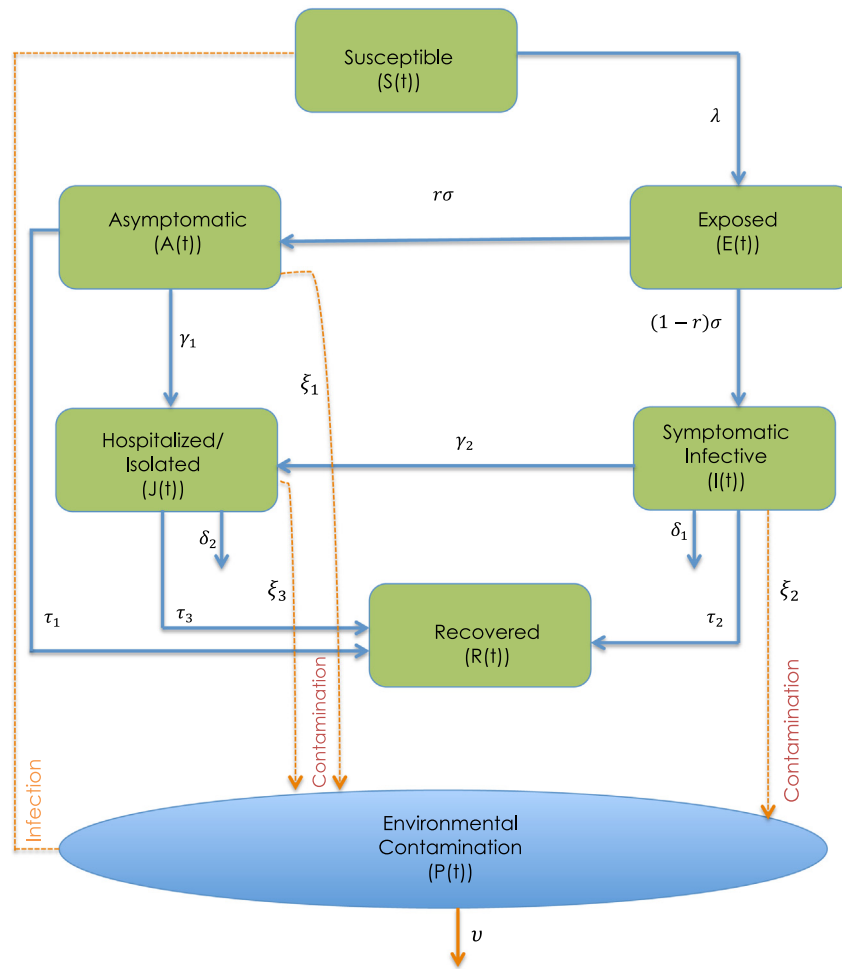 Susceptible
(S(t))
λ
rσ
Asymptomatic
(A(t))
Exposed
(E(t))
(1 − r)σ
γ₁
ξ₁
Hospitalized/
Isolated
(J(t))
γ₂
Symptomatic
Infective
(I(t))
δ₂
δ₁
ξ₃
ξ₂
τ₁
τ₃
τ₂
Recovered
(R(t))
Infection
Contamination
Contamination
Environmental
Contamination
(P(t))
υ